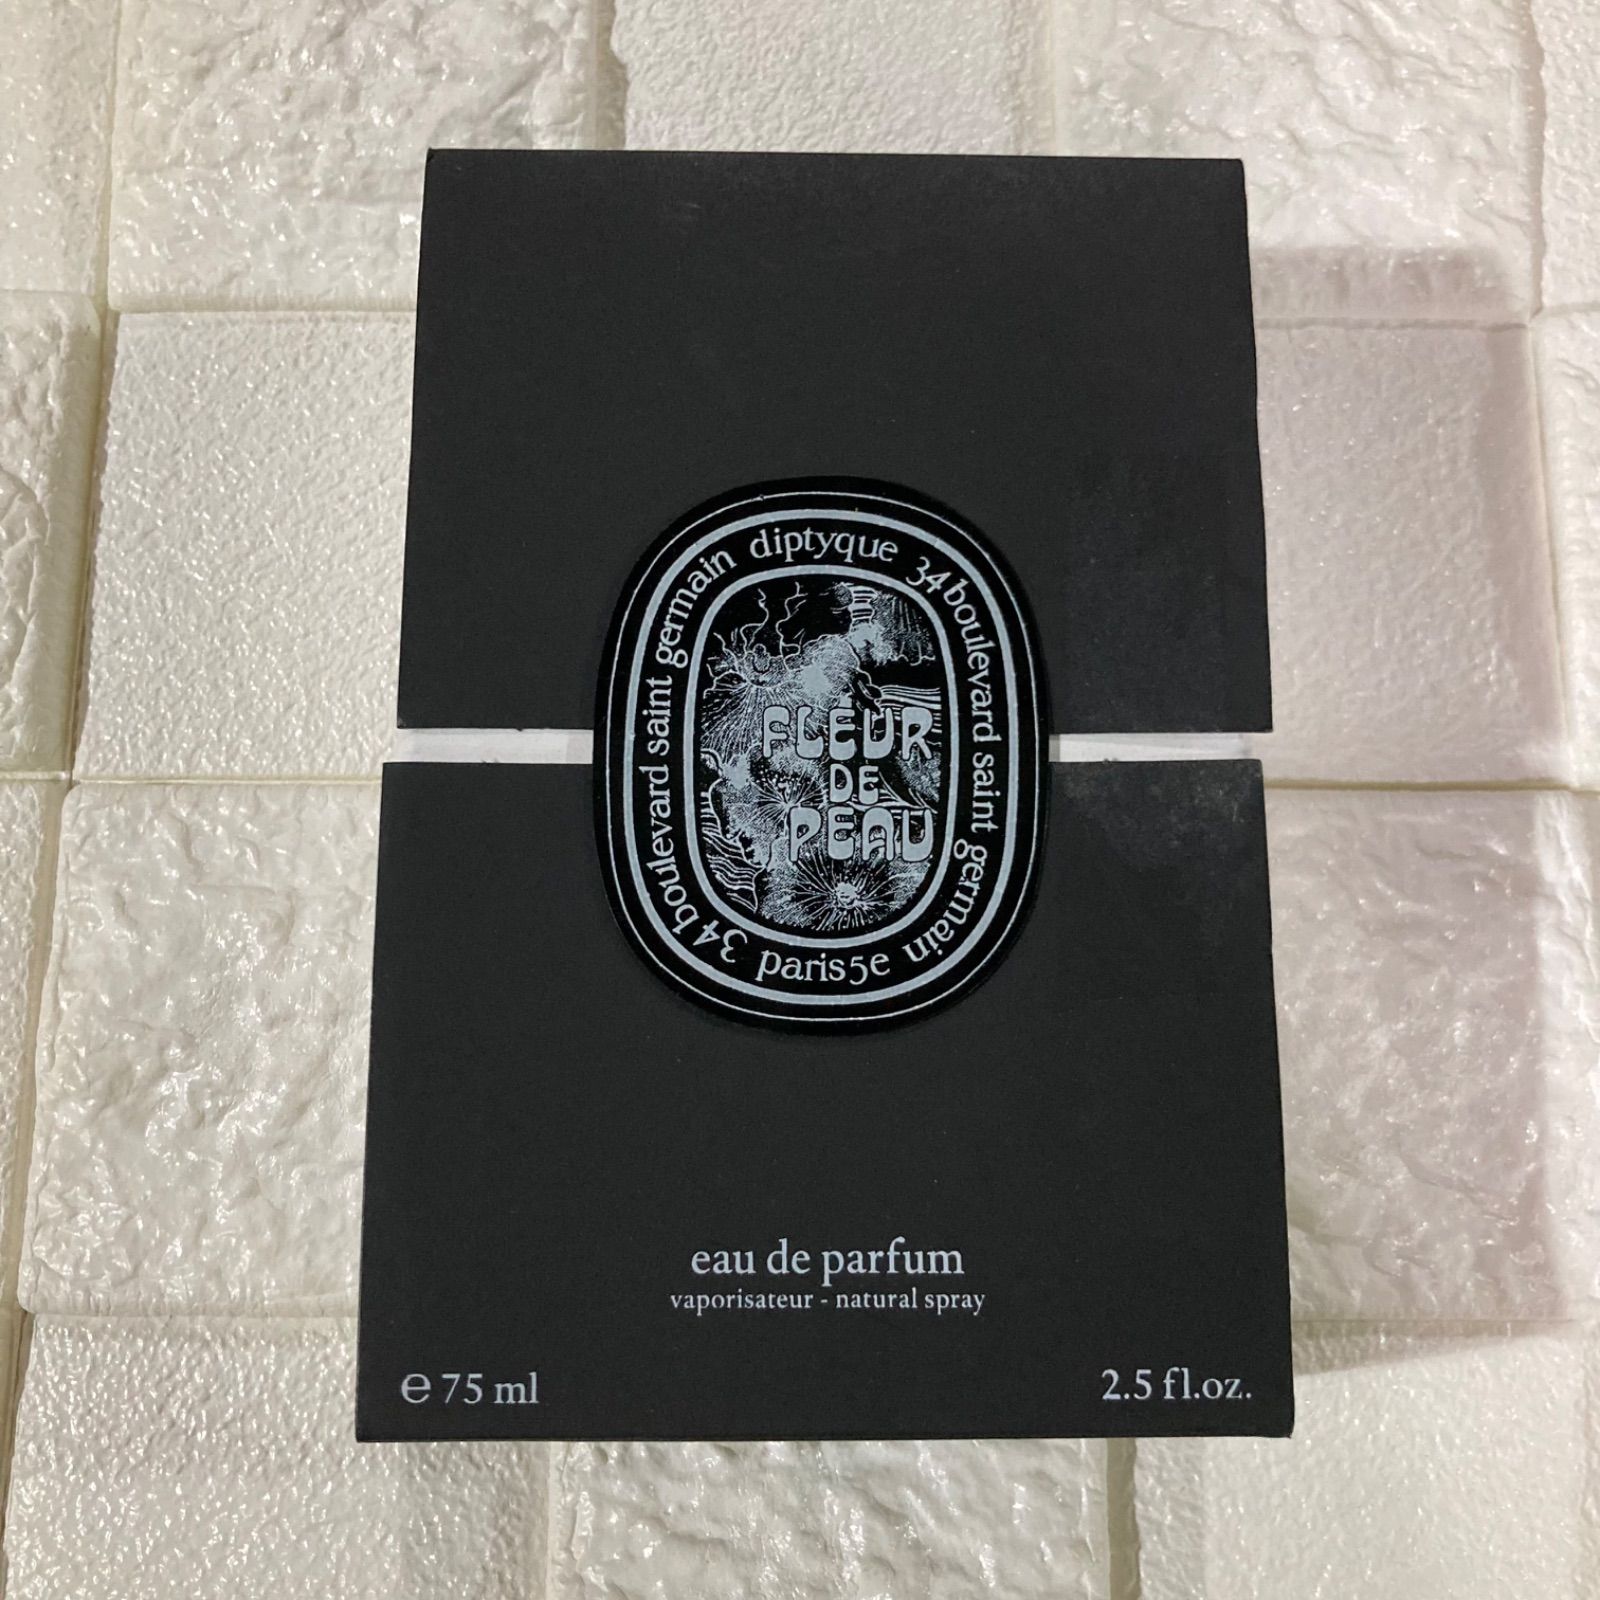 diptyque 34 boulevard saint germain paris5e 34 boulevard saint germain
FLEUR
DE
PEAU
eau de parfum
vaporisateur - natural spray
℮ 75 ml
2.5 fl.oz.